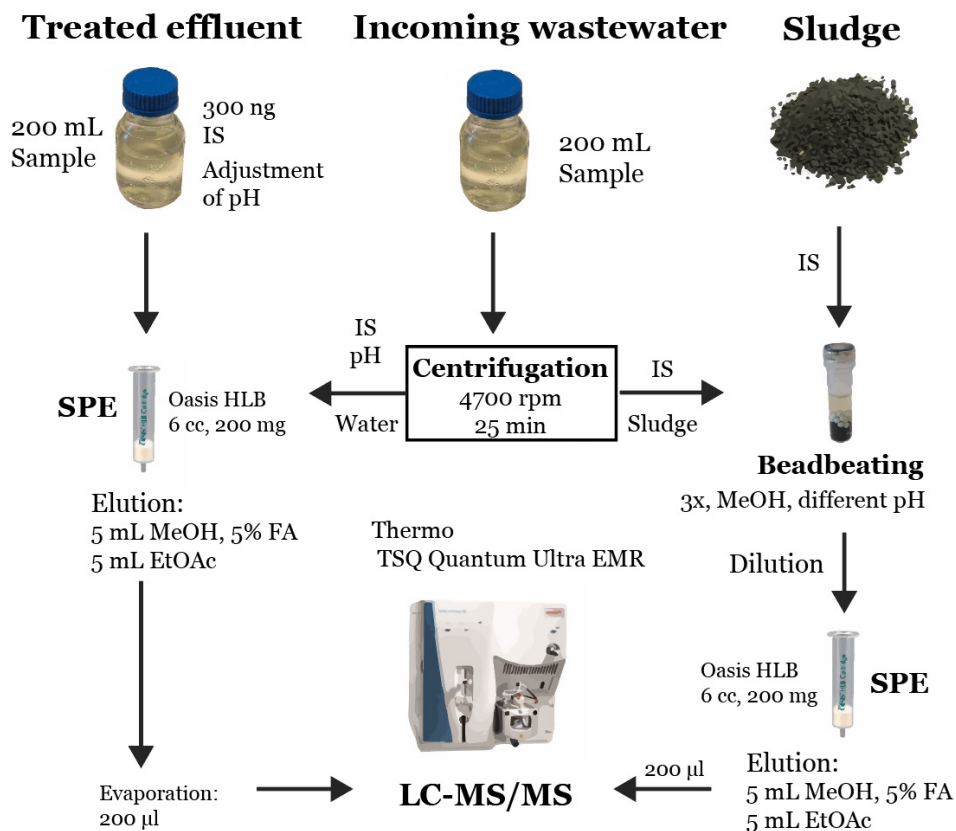 Treated effluent
Incoming wastewater
Sludge
200 mL
Sample
300 ng
IS
Adjustment
of pH
200 mL
Sample
IS
IS
pH
Water
Centrifugation
4700 rpm
25 min
IS
Sludge
SPE
Oasis HLB
6 cc, 200 mg
Elution:
5 mL MeOH, 5% FA
5 mL EtOAc
Beadbeating
3x, MeOH, different pH
Dilution
Thermo
TSQ Quantum Ultra EMR
Oasis HLB
6 cc, 200 mg
SPE
Elution:
5 mL MeOH, 5% FA
5 mL EtOAc
Evaporation:
200 µl
LC-MS/MS
200 µl